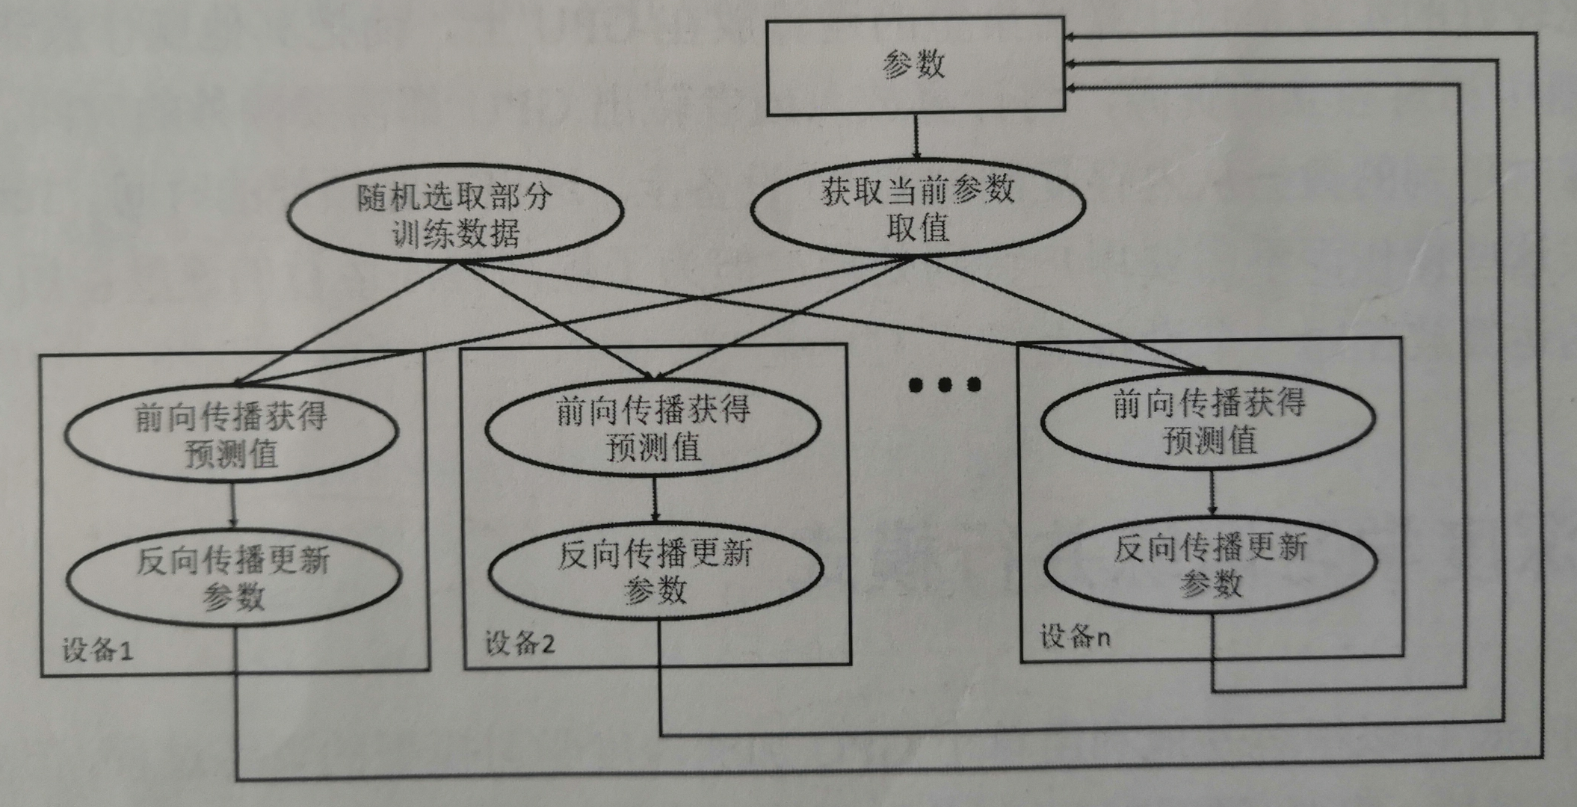 参数
随机选取部分
训练数据
获取当前参数
取值
前向传播获得
预测值
反向传播更新
参数
设备1
前向传播获得
预测值
反向传播更新
参数
设备2
前向传播获得
预测值
反向传播更新
参数
设备n